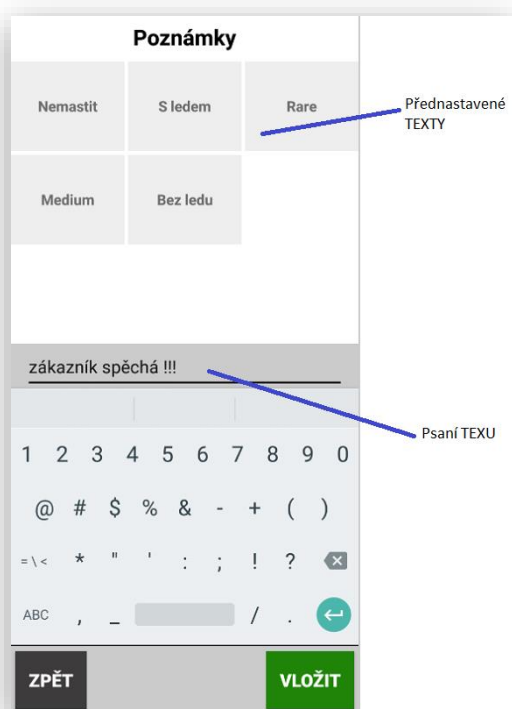 Poznámky
Nemastit S ledem Rare
Přednastavené
TEXTY
Medium Bez ledu
zákazník spěchá !!!
Psaní TEXU
1 2 3 4 5 6 7 8 9 0
@ # $ % & - + ( )
= \ < * " ' : ; ! ?
ABC , _ / .
ZPĚT VLOŽIT